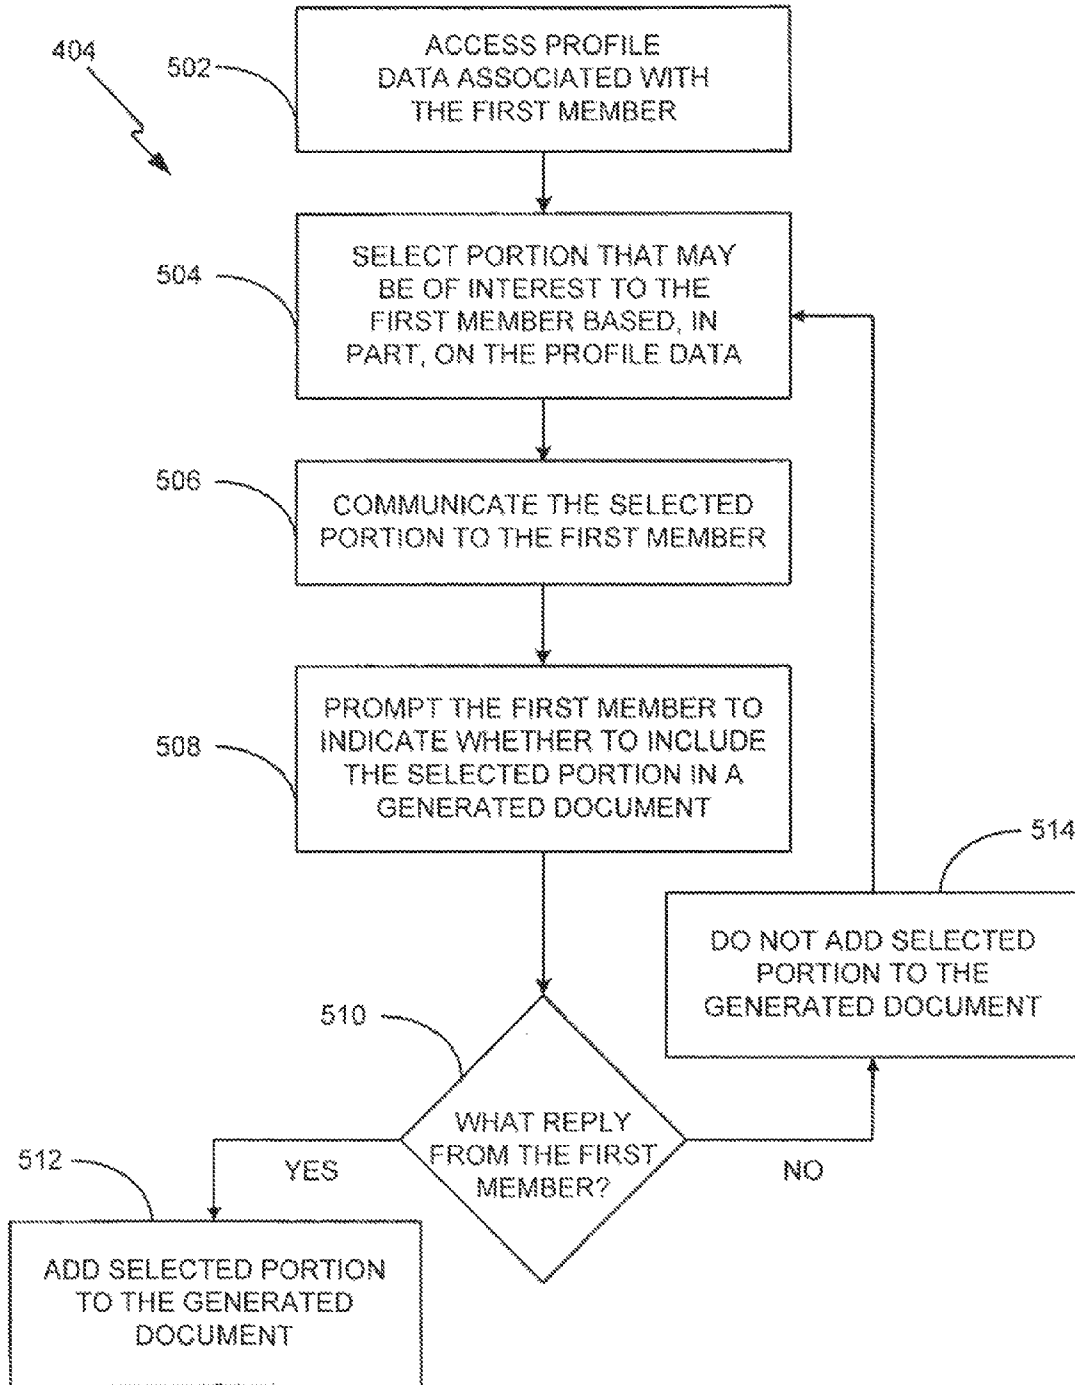 404
502
ACCESS PROFILE
DATA ASSOCIATED WITH
THE FIRST MEMBER
504
SELECT PORTION THAT MAY
BE OF INTEREST TO THE
FIRST MEMBER BASED, IN
PART, ON THE PROFILE DATA
506
COMMUNICATE THE SELECTED
PORTION TO THE FIRST MEMBER
508
PROMPT THE FIRST MEMBER TO
INDICATE WHETHER TO INCLUDE
THE SELECTED PORTION IN A
GENERATED DOCUMENT
514
DO NOT ADD SELECTED
PORTION TO THE
GENERATED DOCUMENT
510
WHAT REPLY
FROM THE FIRST
MEMBER?
YES
NO
512
ADD SELECTED PORTION
TO THE GENERATED
DOCUMENT